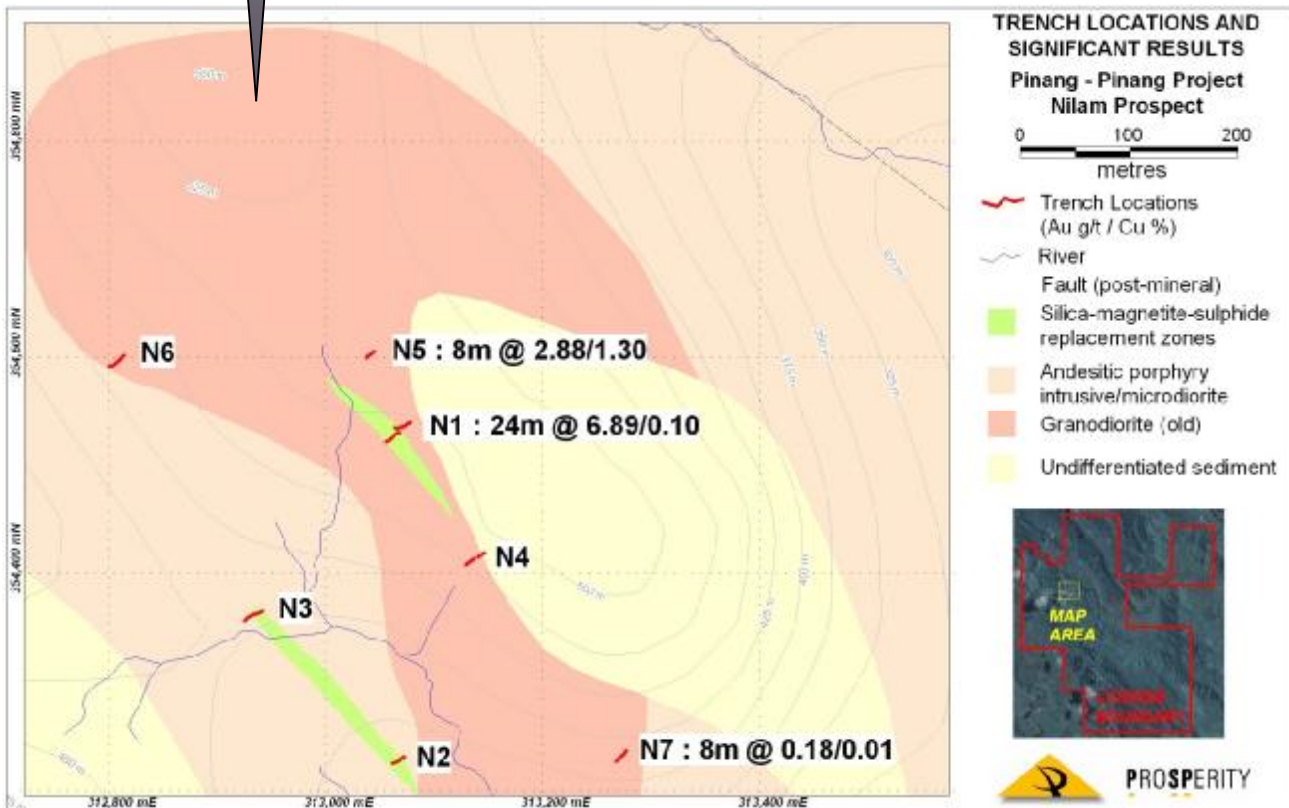 TRENCH LOCATIONS AND
SIGNIFICANT RESULTS
Pinang - Pinang Project
Nilam Prospect
0 100 200
metres
Trench Locations
(Au g/t / Cu %)
River
Fault (post-mineral)
Silica-magnetite-sulphide
replacement zones
Andesitic porphyry
intrusive/microdiorite
Granodiorite (old)
Undifferentiated sediment
MAP
AREA
BOUNDARY
PROSPERITY
354,800 mN
354,600 mN
354,400 mN
N6
N5 : 8m @ 2.88/1.30
N1 : 24m @ 6.89/0.10
N4
N3
N2
N7 : 8m @ 0.18/0.01
400 m
312,800 mE
313,000 mE
313,200 mE
313,400 mE